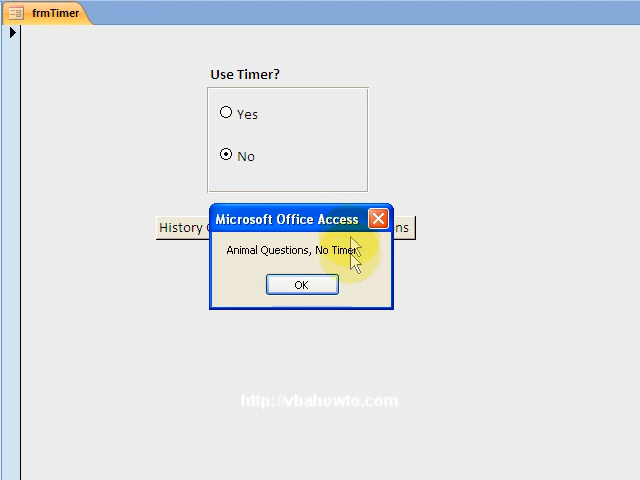 frmTimer
Use Timer?
Yes
No
Microsoft Office Access
History
Animal Questions, No Timer
OK
http://vbahowto.com